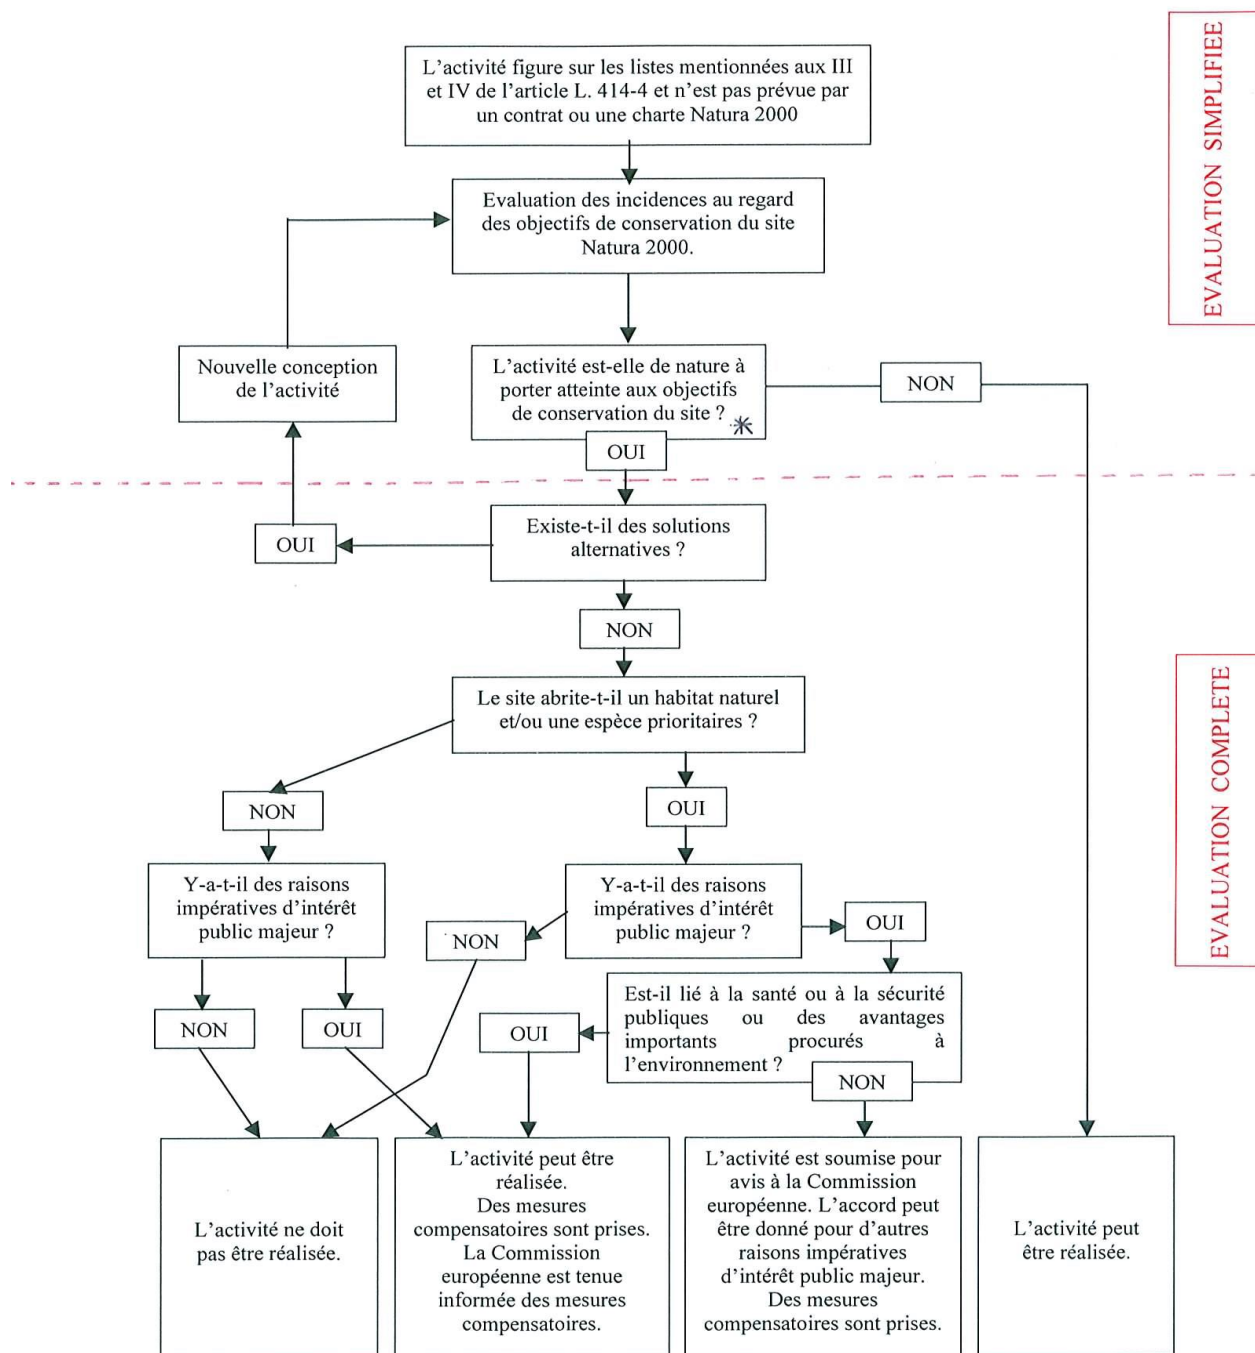 L’activité figure sur les listes mentionnées aux III
et IV de l’article L. 414-4 et n’est pas prévue par
un contrat ou une charte Natura 2000
EVALUATION SIMPLIFIEE
Evaluation des incidences au regard
des objectifs de conservation du site
Natura 2000.
Nouvelle conception
de l’activité
L’activité est-elle de nature à
porter atteinte aux objectifs
de conservation du site ?
NON
OUI
Existe-t-il des solutions
alternatives ?
OUI
NON
Le site abrite-t-il un habitat naturel
et/ou une espèce prioritaires ?
EVALUATION COMPLETE
NON
OUI
Y-a-t-il des raisons
impératives d’intérêt
public majeur ?
Y-a-t-il des raisons
impératives d’intérêt
public majeur ?
NON
OUI
Est-il lié à la santé ou à la sécurité
publiques ou des avantages
importants procurés à
l’environnement ?
NON
OUI
OUI
NON
L’activité ne doit
pas être réalisée.
L’activité peut être
réalisée.
Des mesures
compensatoires sont prises.
La Commission
européenne est tenue
informée des mesures
compensatoires.
L’activité est soumise pour
avis à la Commission
européenne. L’accord peut
être donné pour d’autres
raisons impératives
d’intérêt public majeur.
Des mesures
compensatoires sont prises.
L’activité peut
être réalisée.